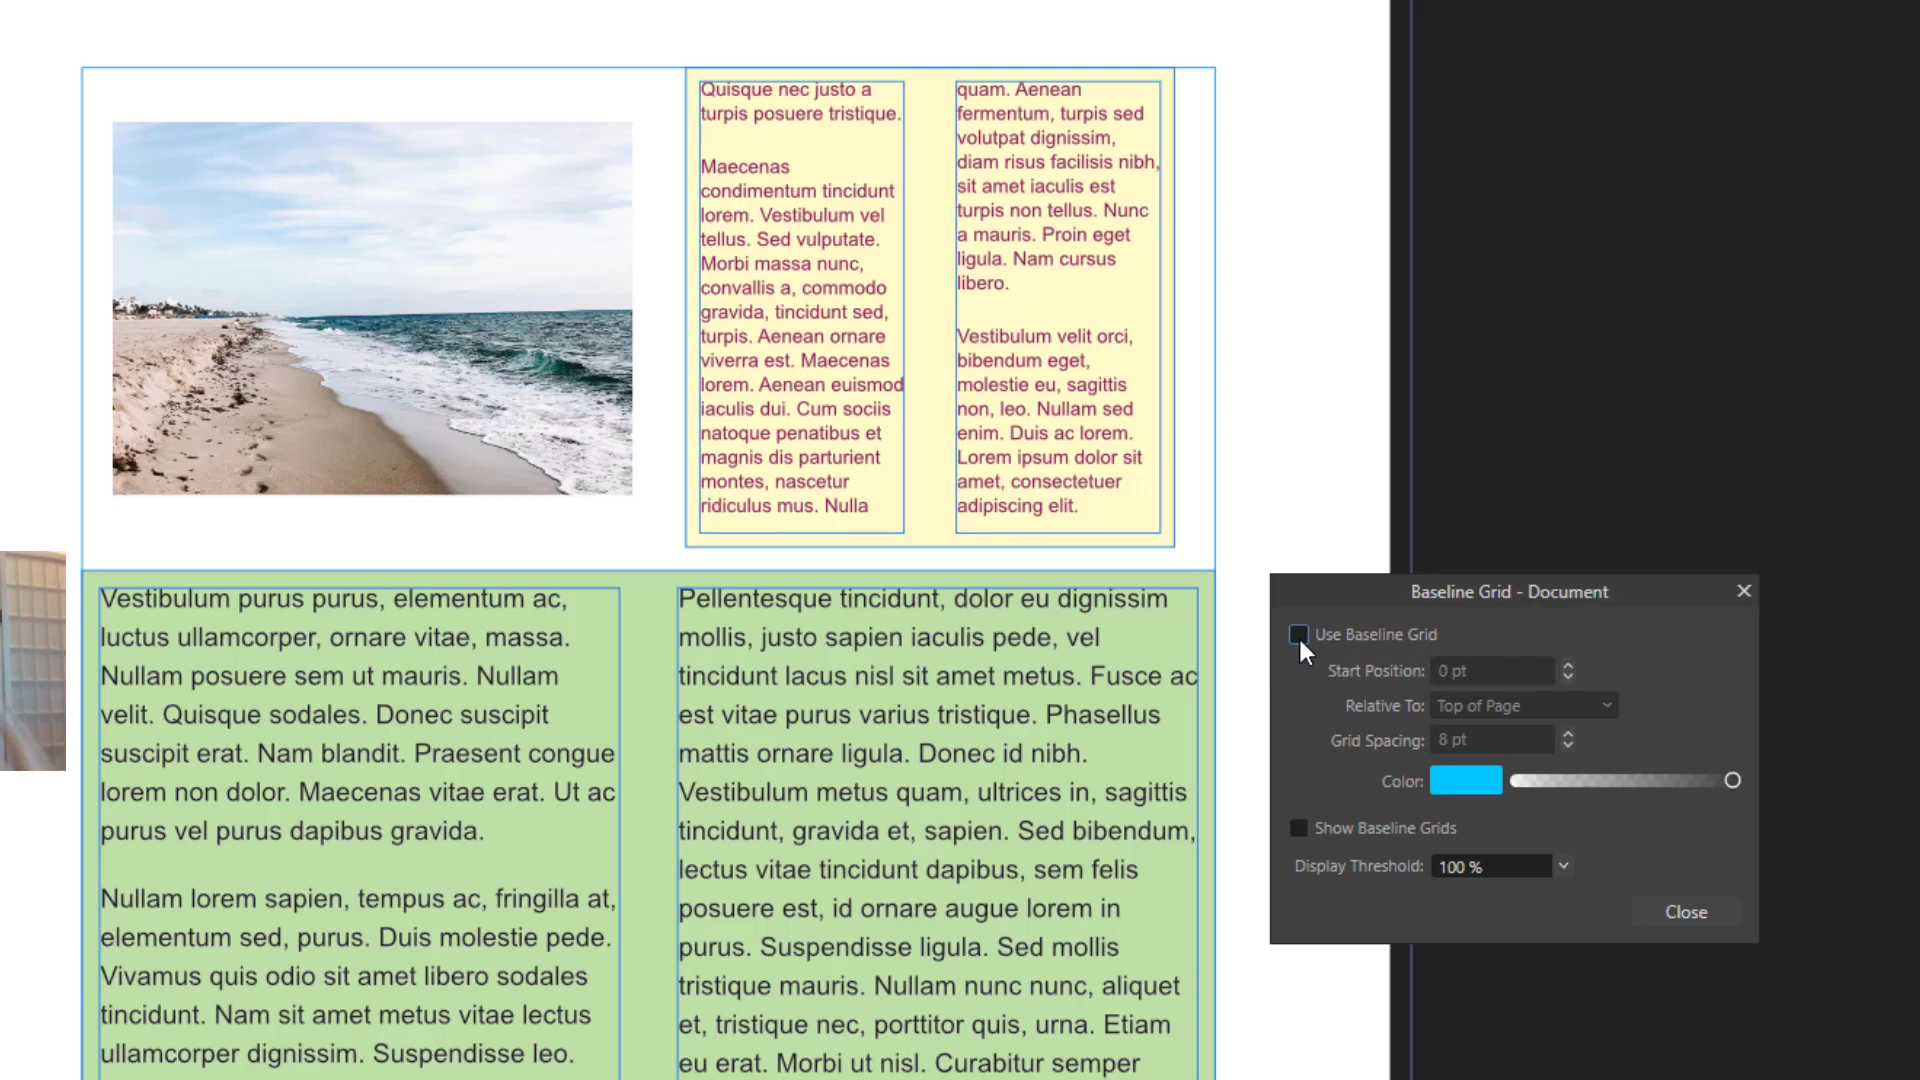 Quisque nec justo a
turpis posuere tristique.
Maecenas
condimentum tincidunt
lorem. Vestibulum vel
tellus. Sed vulputate.
Morbi massa nunc,
convallis a, commodo
gravida, tincidunt sed,
turpis. Aenean ornare
viverra est. Maecenas
lorem. Aenean euismod
iaculis dui. Cum sociis
natoque penatibus et
magnis dis parturient
montes, nascetur
ridiculus mus. Nulla
quam. Aenean
fermentum, turpis sed
volutpat dignissim,
diam risus facilisis nibh,
sit amet iaculis est
turpis non tellus. Nunc
a mauris. Proin eget
ligula. Nam cursus
libero.
Vestibulum velit orci,
bibendum eget,
molestie eu, sagittis
non, leo. Nullam sed
enim. Duis ac lorem.
Lorem ipsum dolor sit
amet, consectetuer
adipiscing elit.
Vestibulum purus purus, elementum ac,
luctus ullamcorper, ornare vitae, massa.
Nullam posuere sem ut mauris. Nullam
velit. Quisque sodales. Donec suscipit
suscipit erat. Nam blandit. Praesent congue
lorem non dolor. Maecenas vitae erat. Ut ac
purus vel purus dapibus gravida.
Nullam lorem sapien, tempus ac, fringilla at,
elementum sed, purus. Duis molestie pede.
Vivamus quis odio sit amet libero sodales
tincidunt. Nam sit amet metus vitae lectus
ullamcorper dignissim. Suspendisse leo.
Pellentesque tincidunt, dolor eu dignissim
mollis, justo sapien iaculis pede, vel
tincidunt lacus nisl sit amet metus. Fusce ac
est vitae purus varius tristique. Phasellus
mattis ornare ligula. Donec id nibh.
Vestibulum metus quam, ultrices in, sagittis
tincidunt, gravida et, sapien. Sed bibendum,
lectus vitae tincidunt dapibus, sem felis
posuere est, id ornare augue lorem in
purus. Suspendisse ligula. Sed mollis
tristique mauris. Nullam nunc nunc, aliquet
et, tristique nec, porttitor quis, urna. Etiam
eu erat. Morbi ut nisl. Curabitur semper
Baseline Grid - Document
Use Baseline Grid
Start Position: 0 pt
Relative To: Top of Page
Grid Spacing: 8 pt
Color:
Show Baseline Grids
Display Threshold: 100 %
Close